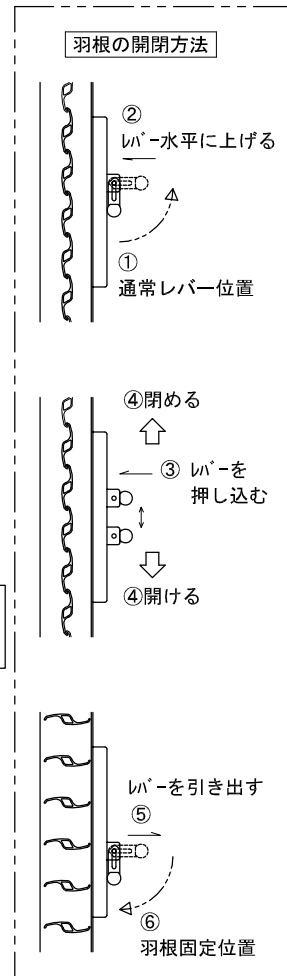 羽根の開閉方法
②
ﾚﾊﾞｰ水平に上げる
①
通常レバー位置
④閉める
③ ﾚﾊﾞｰを
押し込む
④開ける
ﾚﾊﾞｰを引き出す
⑤
⑥
羽根固定位置